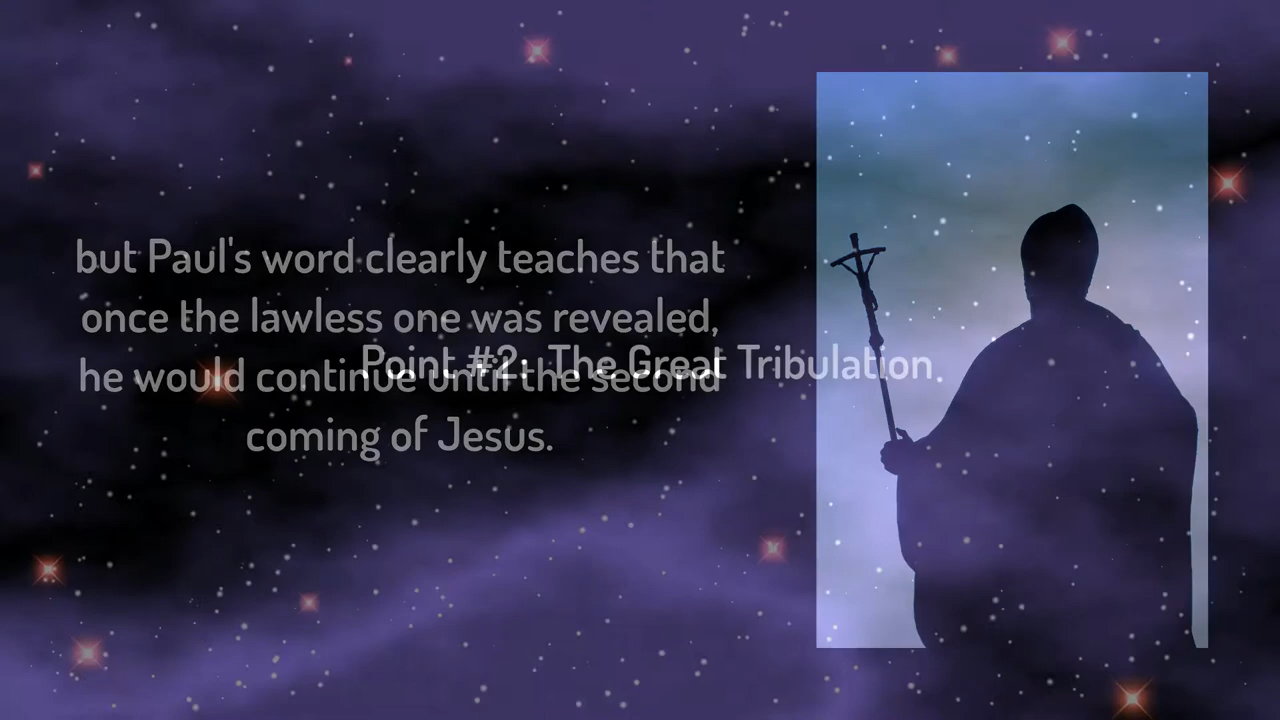 but Paul's word clearly teaches that
once the lawless one was revealed,
he would continue until the second
coming of Jesus.
Point #2: The Great Tribulation